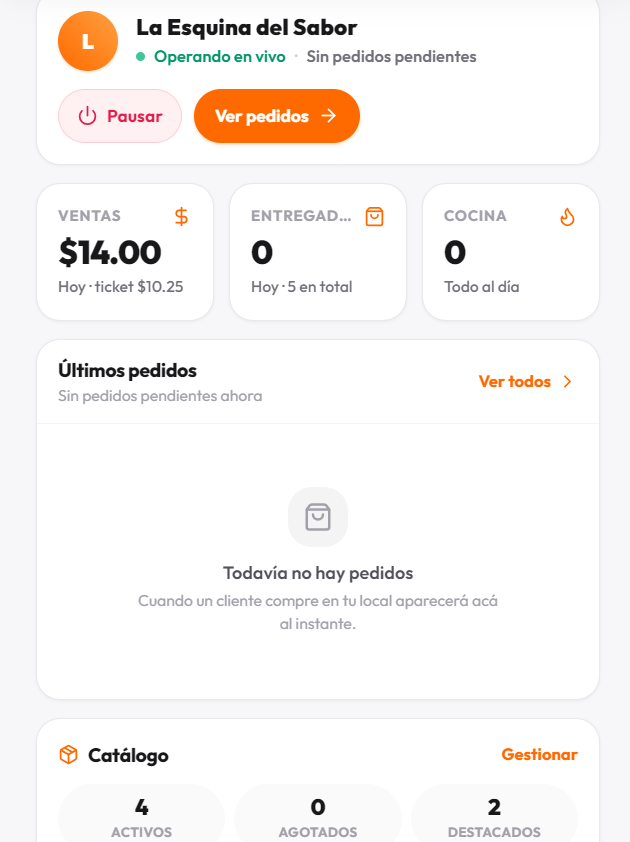 L
La Esquina del Sabor
Operando en vivo · Sin pedidos pendientes
Pausar
Ver pedidos
VENTAS
$
$14.00
Hoy · ticket $10.25
ENTREGAD...
0
Hoy · 5 en total
COCINA
0
Todo al día
Últimos pedidos
Sin pedidos pendientes ahora
Ver todos
Todavía no hay pedidos
Cuando un cliente compre en tu local aparecerá acá
al instante.
Catálogo
Gestionar
4
ACTIVOS
0
AGOTADOS
2
DESTACADOS